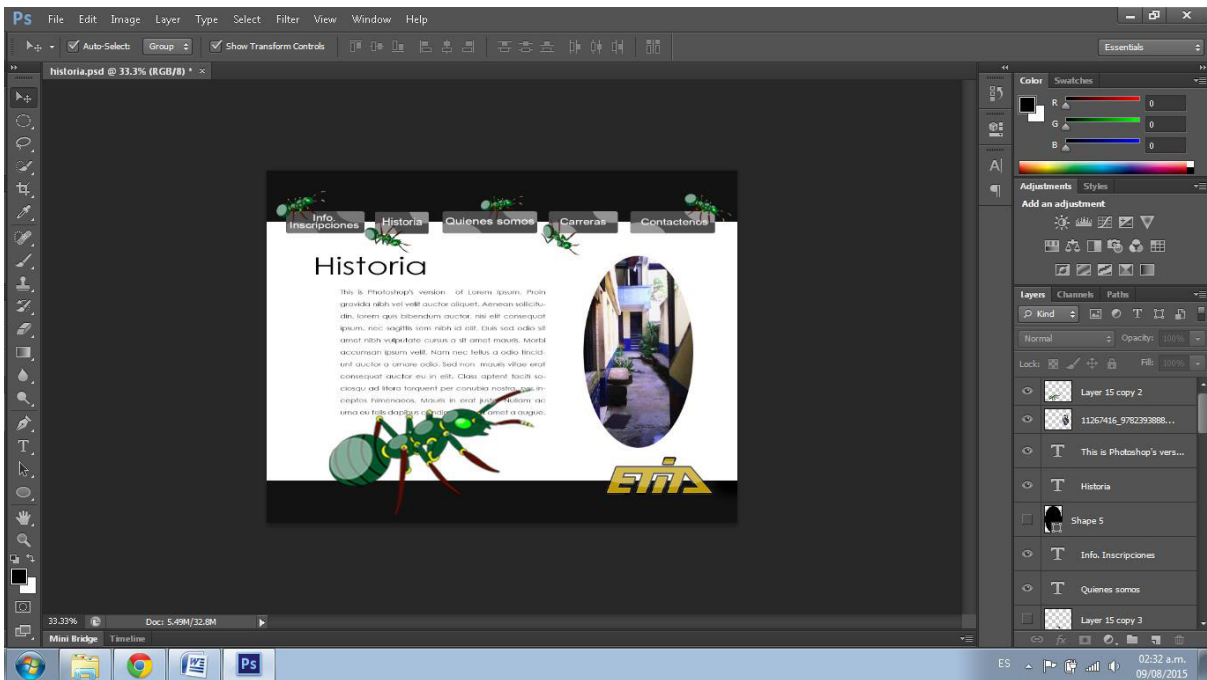 Ps File Edit Image Layer Type Select Filter View Window Help
Auto-Select: Group Show Transform Controls Essentials
historia.psd @ 33.3% (RGB/8) * ×
Color Swatches
R 0
G 0
B 0
Adjustments Styles
Add an adjustment
Layers Channels Paths
Kind
Normal Opacity: 100%
Lock: Fill: 100%
Layer 15 copy 2
11267416_9782393888...
This is Photoshop's vers...
Historia
Shape 5
Info. Inscripciones
Quienes somos
Layer 15 copy 3
Info.
Inscripciones
Historia
Quienes somos
Carreras
Contactenos
Historia
This is Photoshop's version of Lorem Ipsum. Proin
gravida nibh vel velit auctor aliquet. Aenean sollicitu-
din, lorem quis bibendum auctor, nisi elit consequat
ipsum, nec sagittis sem nibh id elit. Duis sed odio sit
amet nibh vulputate cursus a sit amet mauris. Morbi
accumsan ipsum velit. Nam nec tellus a odio tincid-
unt auctor a ornare odio. Sed non mauris vitae erat
consequat auctor eu in elit. Class aptent taciti so-
ciosqu ad litora torquent per conubia nostra, per in-
ceptos himenaeos. Mauris in erat justo. Nullam ac
urna eu felis dapibus amet a augue.
ETITA
33.33% Doc: 5.49M/32.8M
Mini Bridge Timeline
Ps
ES 02:32 a.m.
09/08/2015